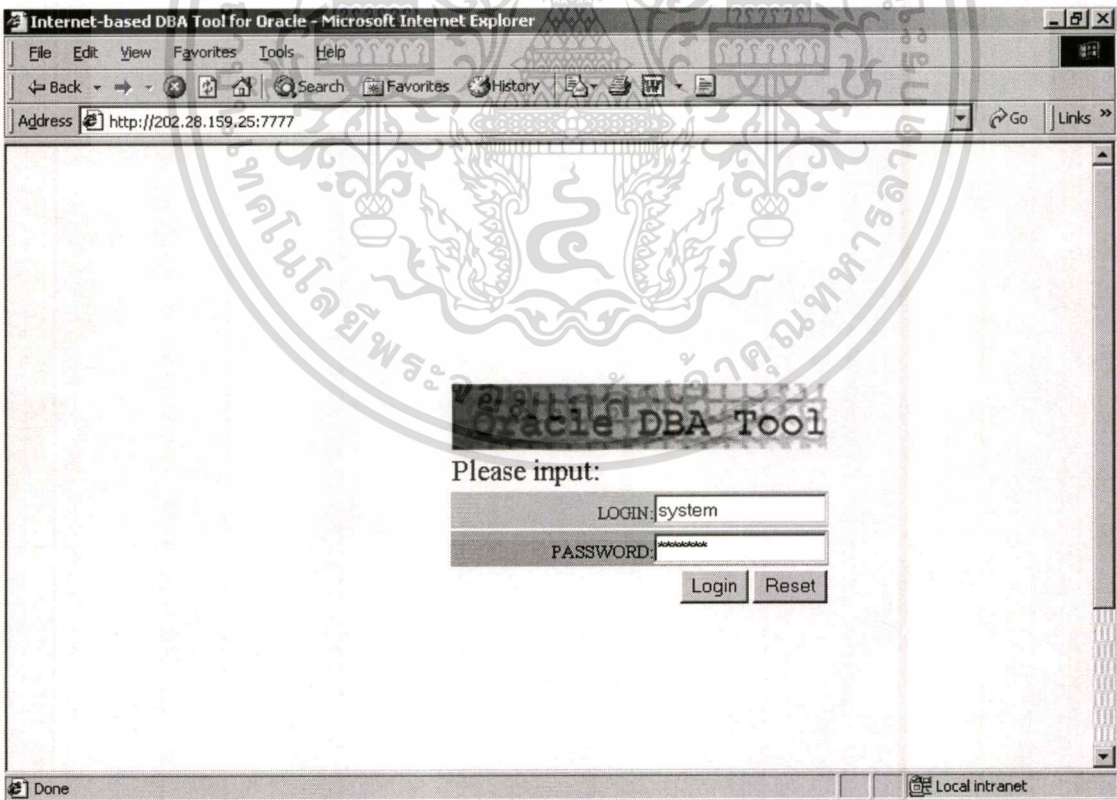 Internet-based DBA Tool for Oracle - Microsoft Internet Explorer
File Edit View Favorites Tools Help
Back Search Favorites History
Address http://202.28.159.25:7777 Go Links »
Oracle DBA Tool
Please input:
LOGIN: system
PASSWORD: ********
Login Reset
Done Local intranet